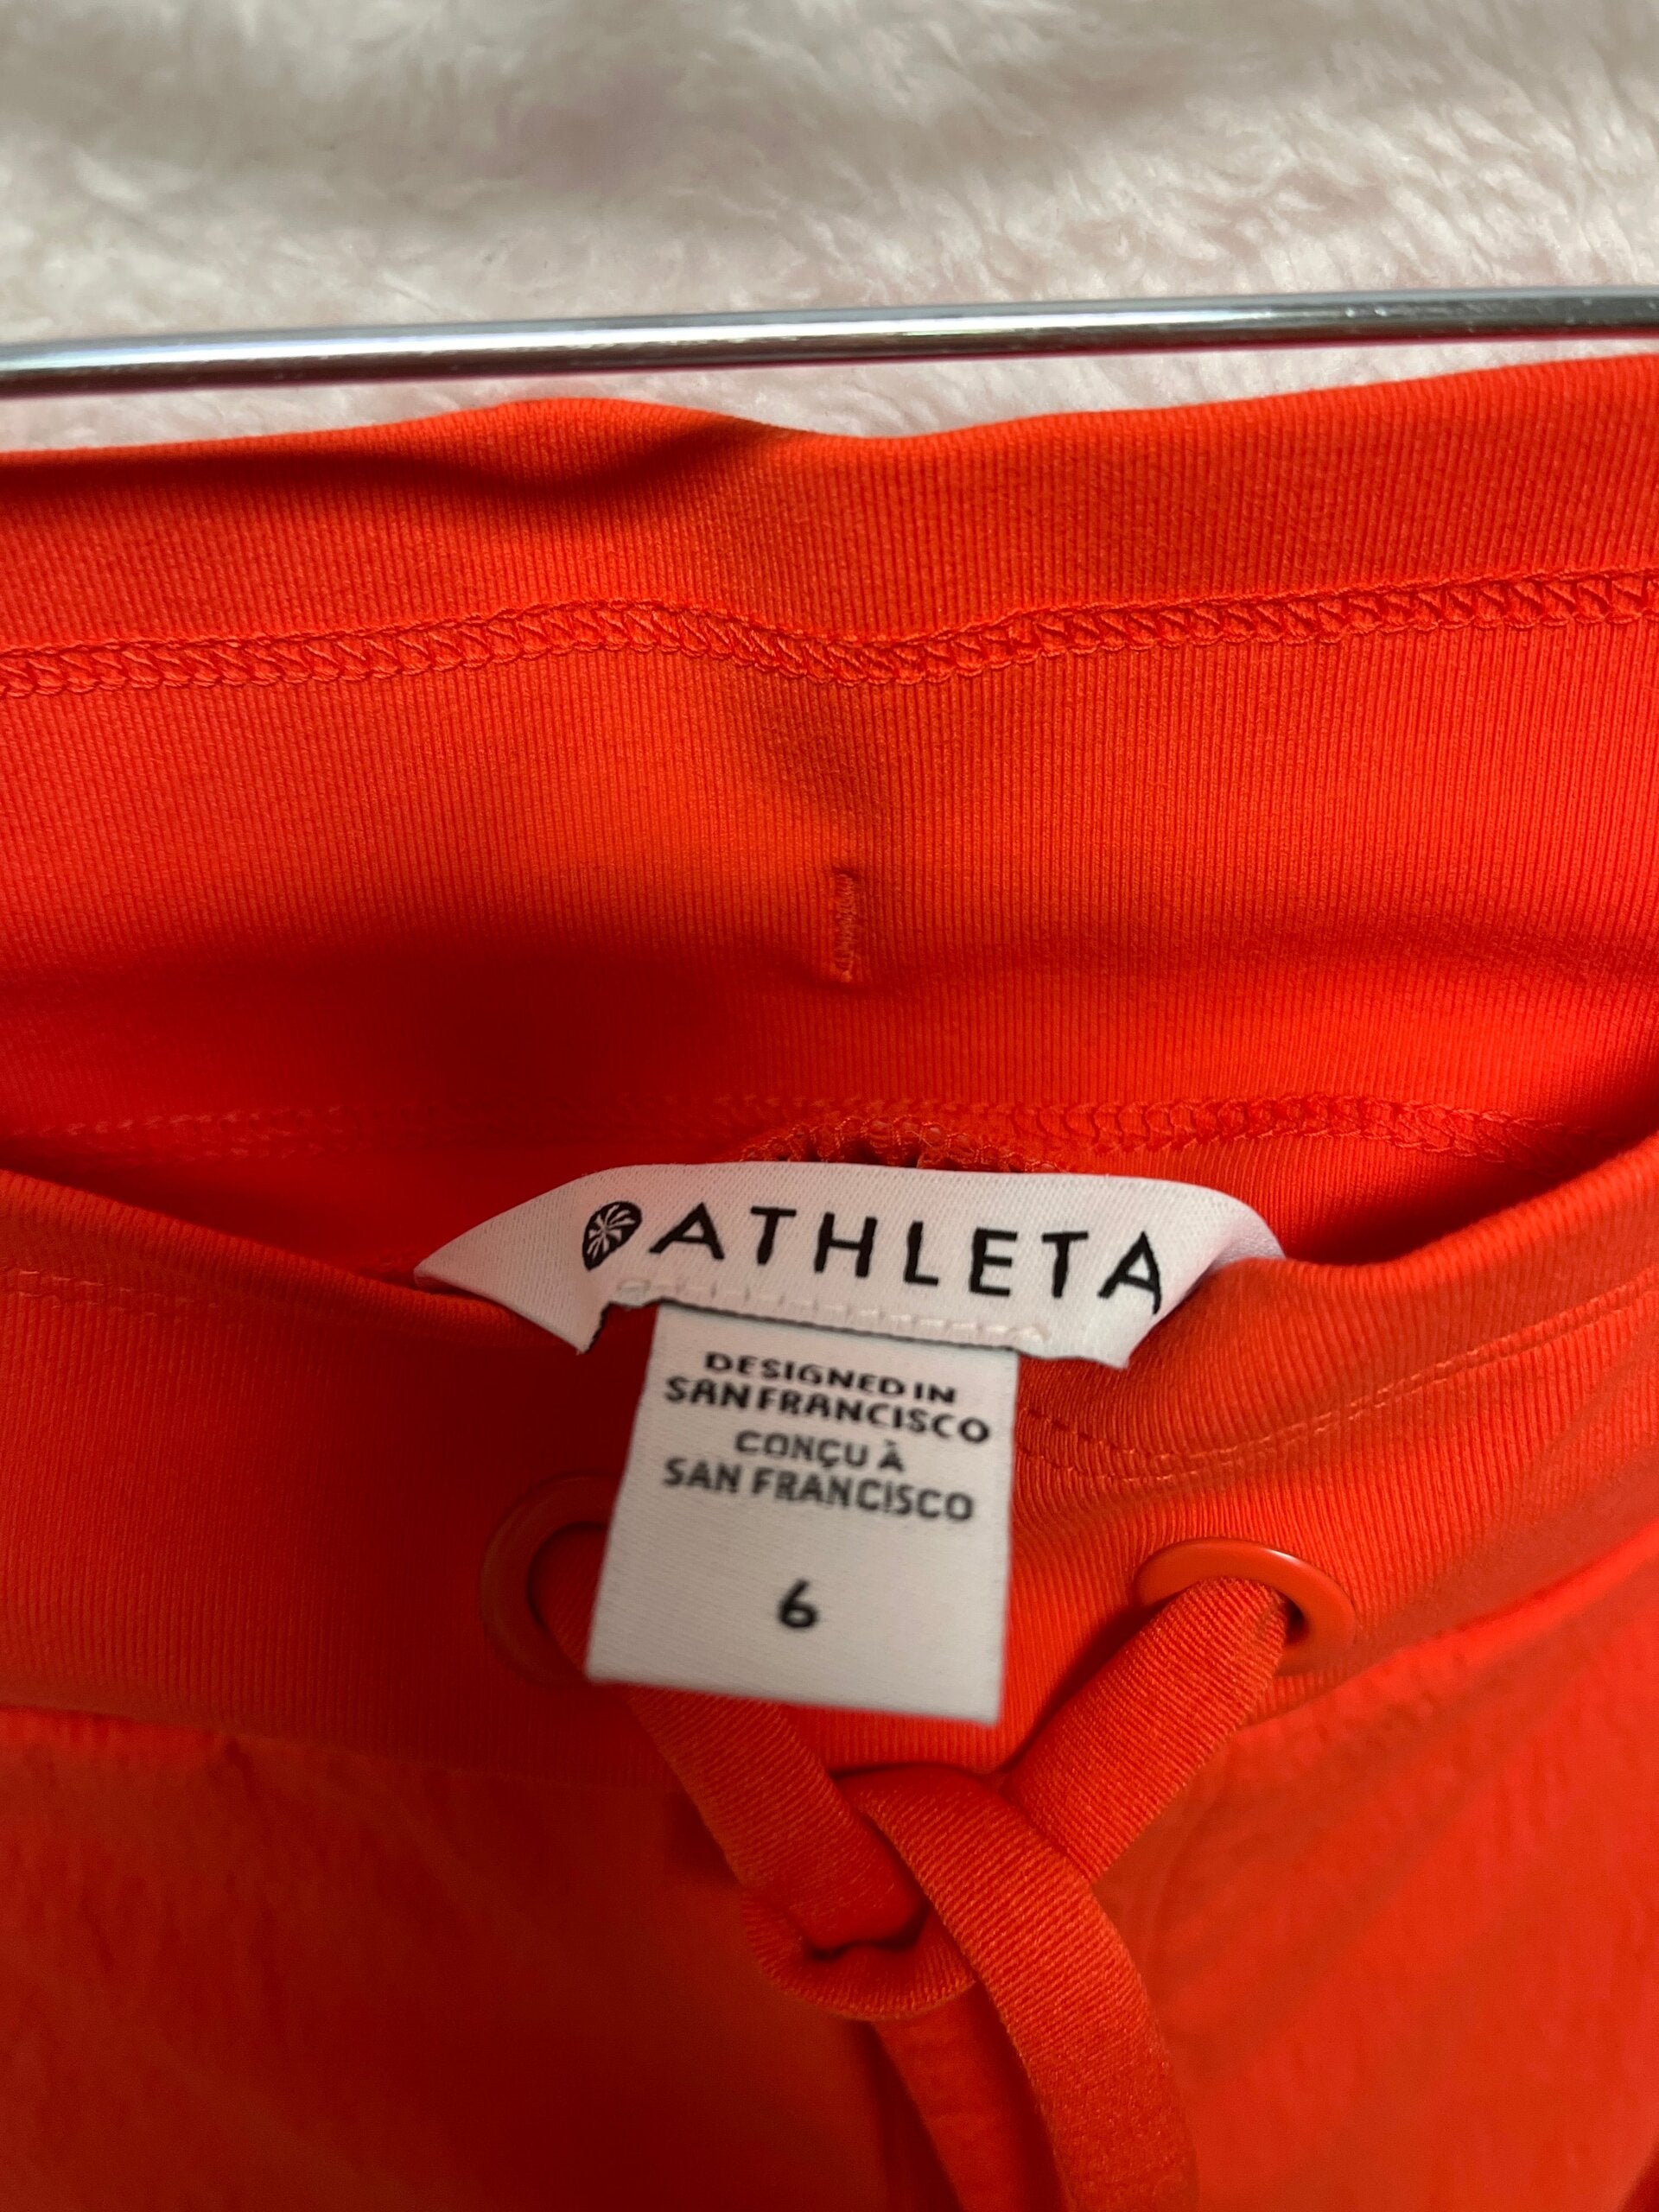 ATHLETA
DESIGNED IN
SAN FRANCISCO
CONÇU À
SAN FRANCISCO
6